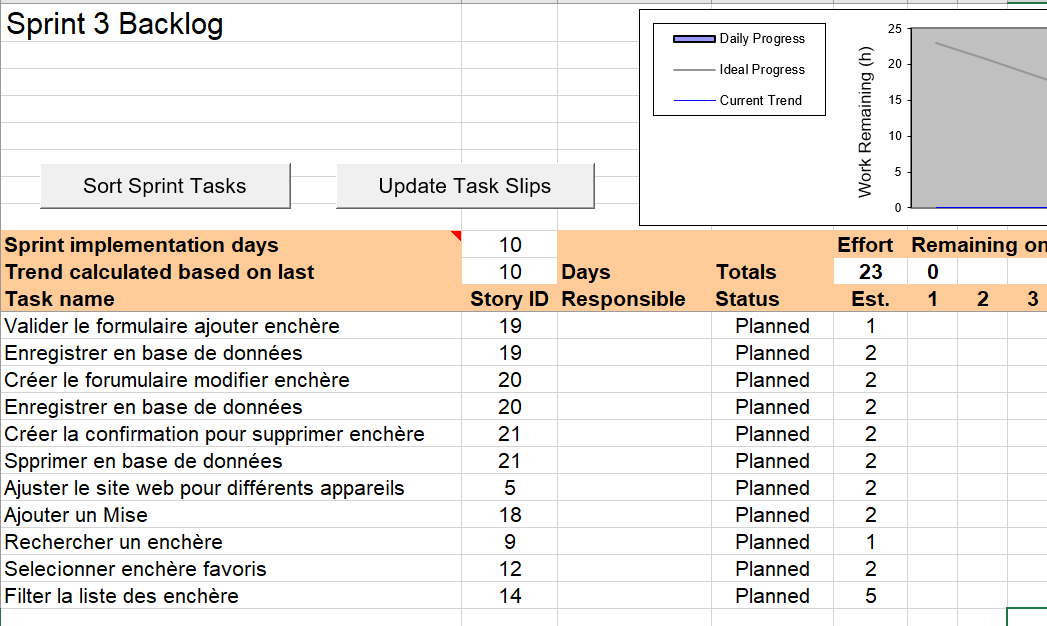 Sprint 3 Backlog
Daily Progress
Ideal Progress
Current Trend
Work Remaining (h)
25
20
15
10
5
0
Sort Sprint Tasks
Update Task Slips
Sprint implementation days 10 Effort Remaining on
Trend calculated based on last 10 Days Totals 23 0
Task name Story ID Responsible Status Est. 1 2 3
Valider le formulaire ajouter enchère 19 Planned 1
Enregistrer en base de données 19 Planned 2
Créer le forumulaire modifier enchère 20 Planned 2
Enregistrer en base de données 20 Planned 2
Créer la confirmation pour supprimer enchère 21 Planned 2
Spprimer en base de données 21 Planned 2
Ajuster le site web pour différents appareils 5 Planned 2
Ajouter un Mise 18 Planned 2
Rechercher un enchère 9 Planned 1
Selecionner enchère favoris 12 Planned 2
Filter la liste des enchère 14 Planned 5